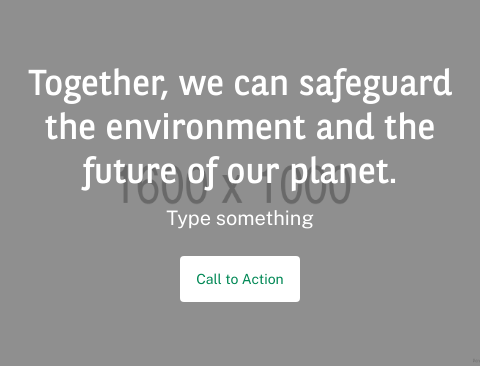 Together, we can safeguard
the environment and the
future of our planet.
1600 x 1000
Type something
Call to Action